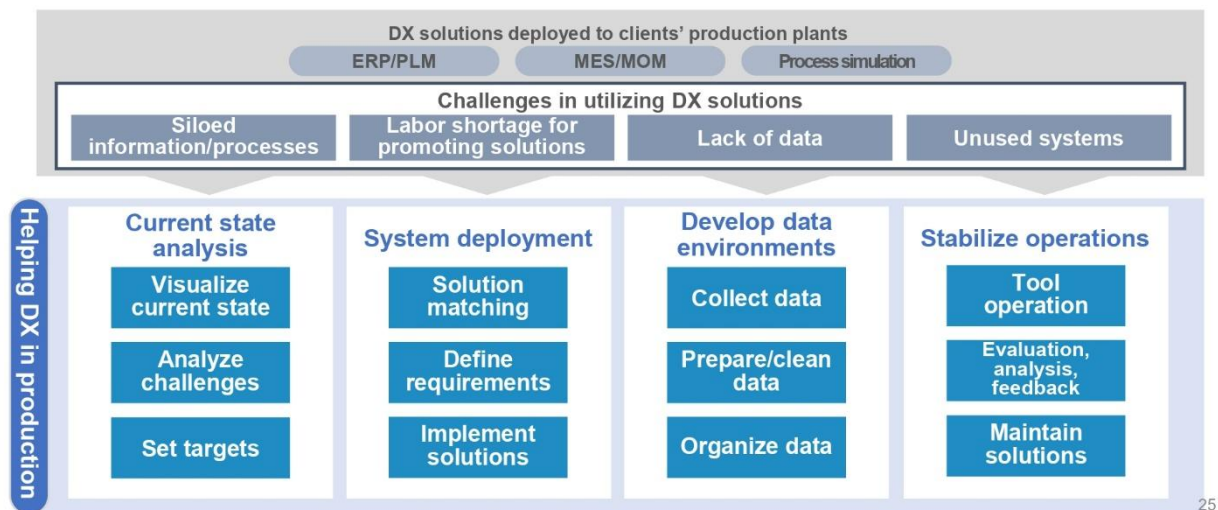 DX solutions deployed to clients' production plants
ERP/PLM
MES/MOM
Process simulation
Challenges in utilizing DX solutions
Siloed
information/processes
Labor shortage for
promoting solutions
Lack of data
Unused systems
Helping DX in production
Current state
analysis
Visualize
current state
Analyze
challenges
Set targets
System deployment
Solution
matching
Define
requirements
Implement
solutions
Develop data
environments
Collect data
Prepare/clean
data
Organize data
Stabilize operations
Tool
operation
Evaluation,
analysis,
feedback
Maintain
solutions
25